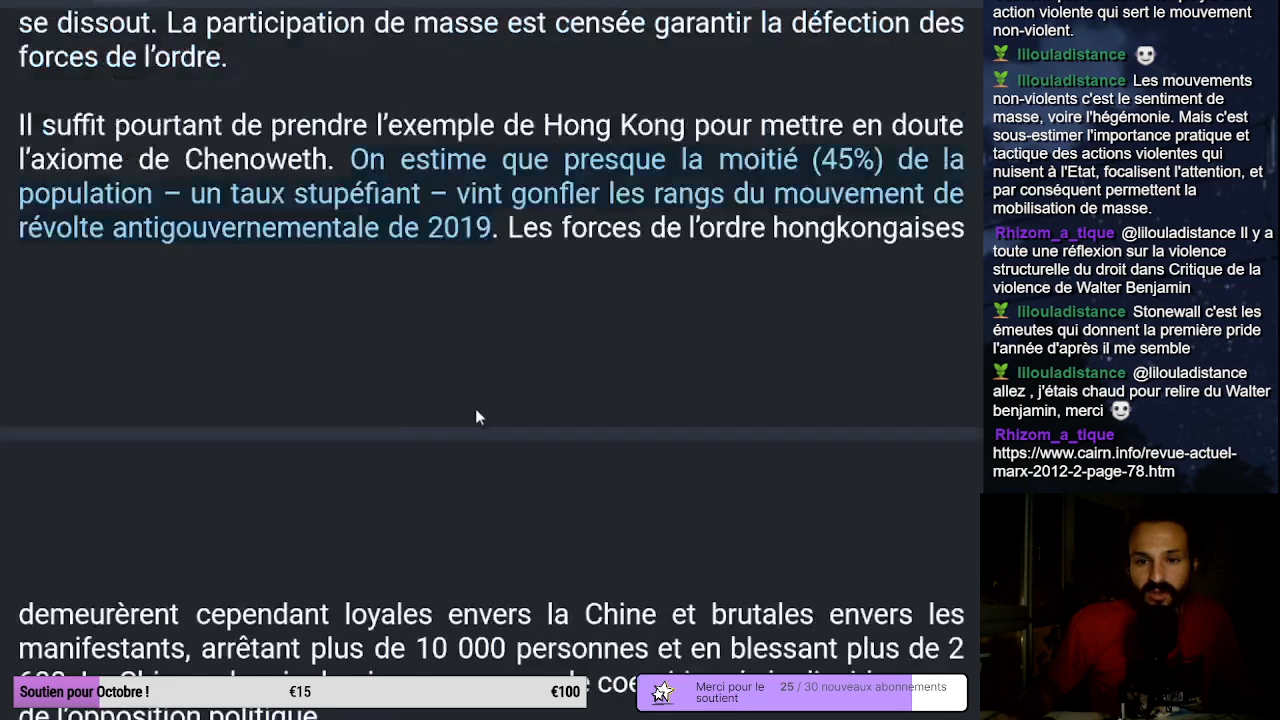 se dissout. La participation de masse est censée garantir la défection des
forces de l’ordre.
Il suffit pourtant de prendre l’exemple de Hong Kong pour mettre en doute
l’axiome de Chenoweth. On estime que presque la moitié (45%) de la
population – un taux stupéfiant – vint gonfler les rangs du mouvement de
révolte antigouvernementale de 2019. Les forces de l’ordre hongkongaises
demeurèrent cependant loyales envers la Chine et brutales envers les
manifestants, arrêtant plus de 10 000 personnes et en blessant plus de 2
de l’opposition politique
Soutien pour Octobre !
€15
€100
Merci pour le
soutient
25 / 30 nouveaux abonnements
action violente qui sert le mouvement
non-violent.
lilouladistance
lilouladistance Les mouvements
non-violents c'est le sentiment de
masse, voire l'hégémonie. Mais c'est
sous-estimer l'importance pratique et
tactique des actions violentes qui
nuisent à l'Etat, focalisent l'attention, et
par conséquent permettent la
mobilisation de masse.
Rhizom_a_tique @lilouladistance Il y a
toute une réflexion sur la violence
structurelle du droit dans Critique de la
violence de Walter Benjamin
lilouladistance Stonewall c'est les
émeutes qui donnent la première pride
l'année d'après il me semble
lilouladistance @lilouladistance
allez , j'étais chaud pour relire du Walter
benjamin, merci
Rhizom_a_tique
https://www.cairn.info/revue-actuel-
marx-2012-2-page-78.htm